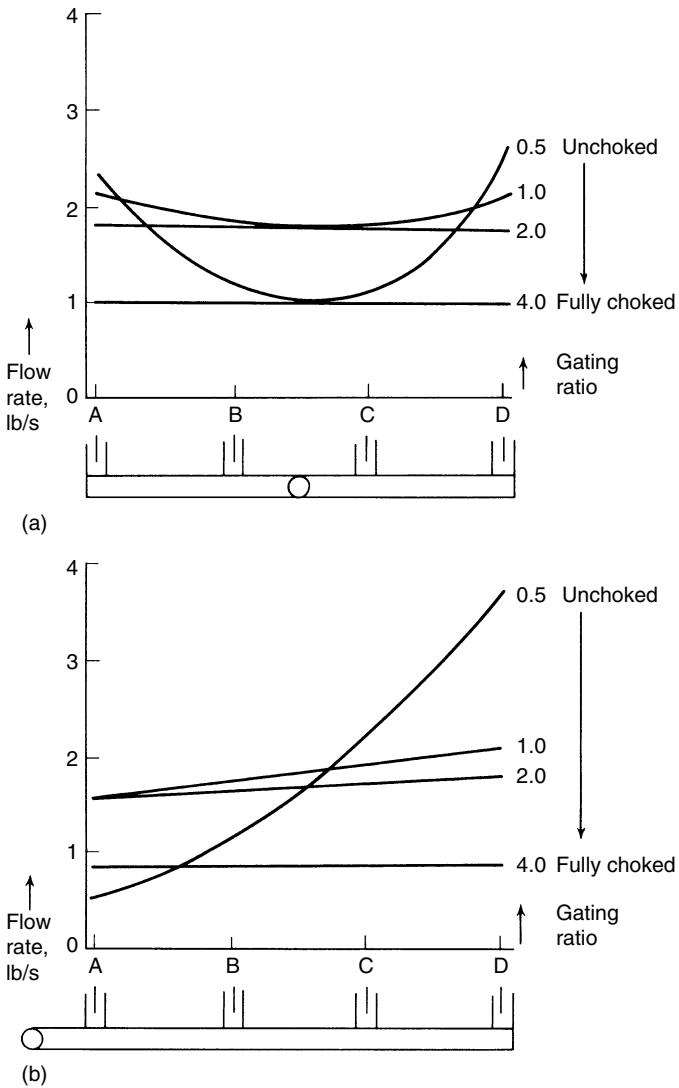 4
3
2
1
0
Flow
rate,
lb/s
0.5 Unchoked
1.0
2.0
4.0 Fully choked
Gating
ratio
A B C D
(a)
4
3
2
1
0
Flow
rate,
lb/s
0.5 Unchoked
1.0
2.0
4.0 Fully choked
Gating
ratio
A B C D
(b)